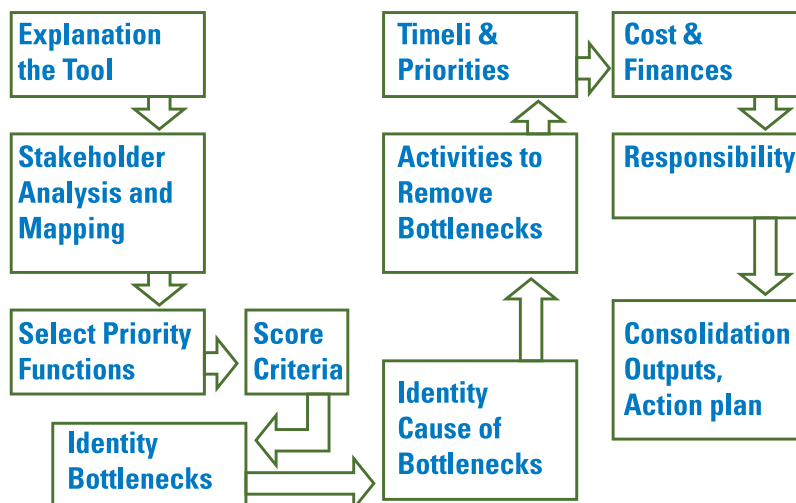 Explanation
the Tool
Stakeholder
Analysis and
Mapping
Select Priority
Functions
Score
Criteria
Identity
Bottlenecks
Identity
Cause of
Bottlenecks
Activities to
Remove
Bottlenecks
Timeli &
Priorities
Cost &
Finances
Responsibility
Consolidation
Outputs,
Action plan